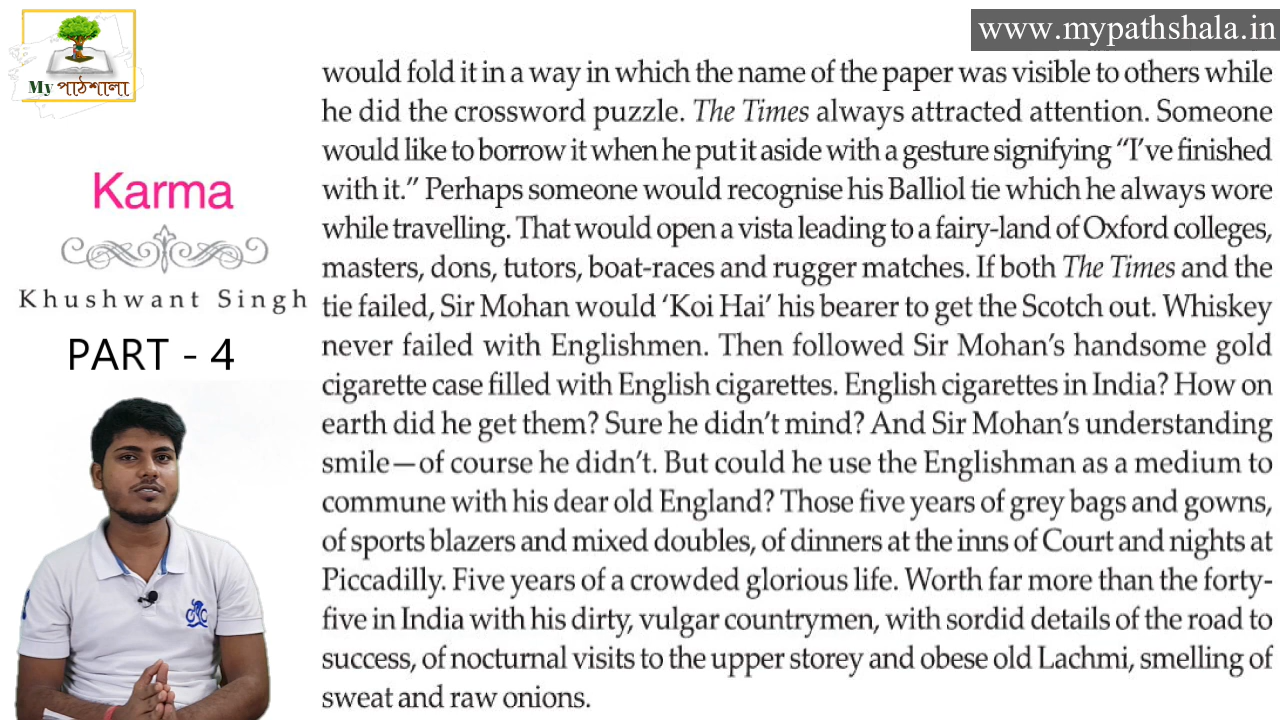 www.mypathshala.in
My পাঠশালা
Karma
Khushwant Singh
PART - 4
would fold it in a way in which the name of the paper was visible to others while
he did the crossword puzzle. The Times always attracted attention. Someone
would like to borrow it when he put it aside with a gesture signifying “I’ve finished
with it.” Perhaps someone would recognise his Balliol tie which he always wore
while travelling. That would open a vista leading to a fairy-land of Oxford colleges,
masters, dons, tutors, boat-races and rugger matches. If both The Times and the
tie failed, Sir Mohan would ‘Koi Hai’ his bearer to get the Scotch out. Whiskey
never failed with Englishmen. Then followed Sir Mohan’s handsome gold
cigarette case filled with English cigarettes. English cigarettes in India? How on
earth did he get them? Sure he didn’t mind? And Sir Mohan’s understanding
smile—of course he didn’t. But could he use the Englishman as a medium to
commune with his dear old England? Those five years of grey bags and gowns,
of sports blazers and mixed doubles, of dinners at the inns of Court and nights at
Piccadilly. Five years of a crowded glorious life. Worth far more than the forty-
five in India with his dirty, vulgar countrymen, with sordid details of the road to
success, of nocturnal visits to the upper storey and obese old Lachmi, smelling of
sweat and raw onions.